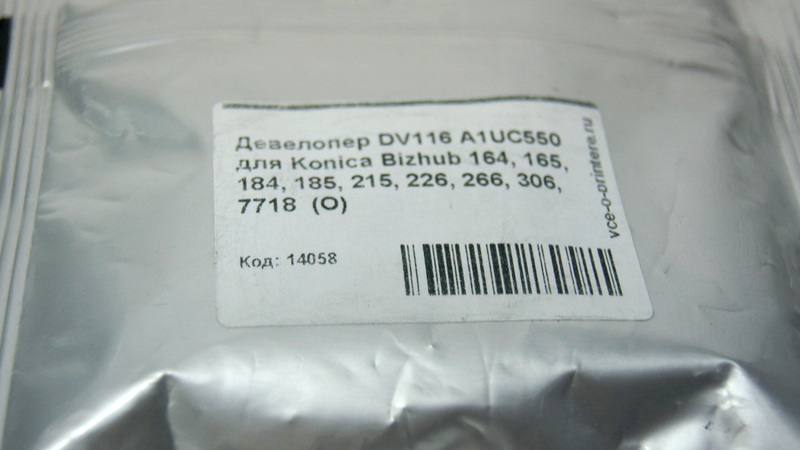 Девелопер DV116 A1UC550
для Konica Bizhub 164, 165,
184, 185, 215, 226, 266, 306,
7718 (O)
Код: 14058
vce-o-printere.ru